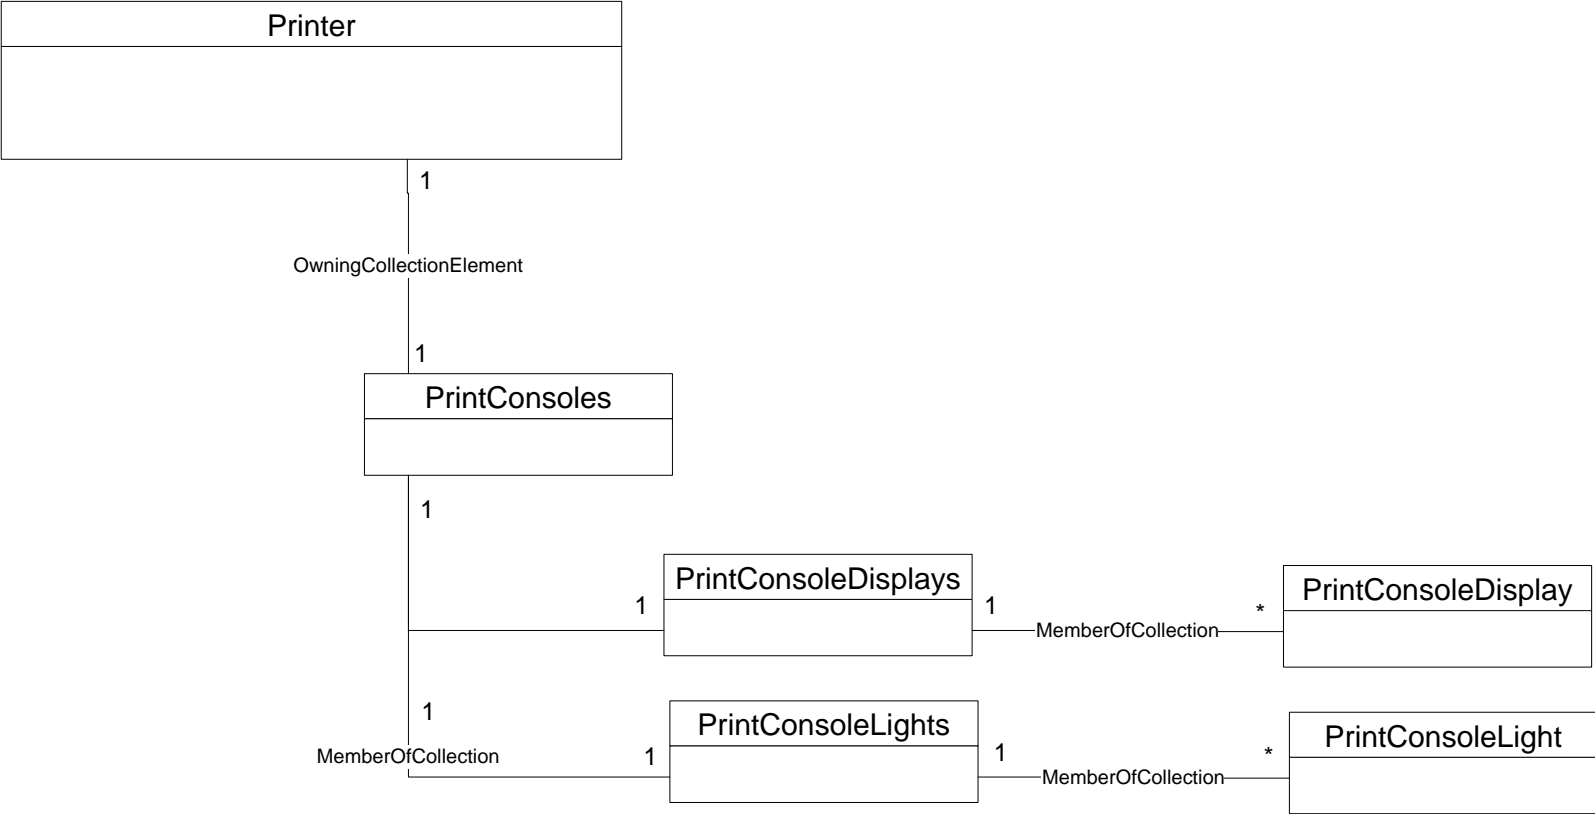 Printer
1
OwningCollectionElement
1
PrintConsoles
1
PrintConsoleDisplays
1
1
MemberOfCollection
*
PrintConsoleDisplay
1
MemberOfCollection
1
PrintConsoleLights
1
MemberOfCollection
*
PrintConsoleLight